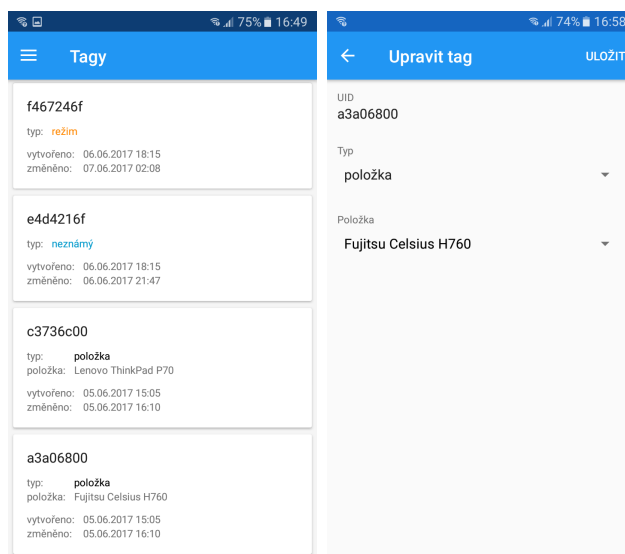 75% 16:49
Tagy
f467246f
typ: režim
vytvořeno: 06.06.2017 18:15
změněno: 07.06.2017 02:08
e4d4216f
typ: neznámý
vytvořeno: 06.06.2017 18:15
změněno: 06.06.2017 21:47
c3736c00
typ: položka
položka: Lenovo ThinkPad P70
vytvořeno: 05.06.2017 15:05
změněno: 05.06.2017 16:10
a3a06800
typ: položka
položka: Fujitsu Celsius H760
vytvořeno: 05.06.2017 15:05
změněno: 05.06.2017 16:10
74% 16:58
Upravit tag ULOŽIT
UID
a3a06800
Typ
položka
Položka
Fujitsu Celsius H760